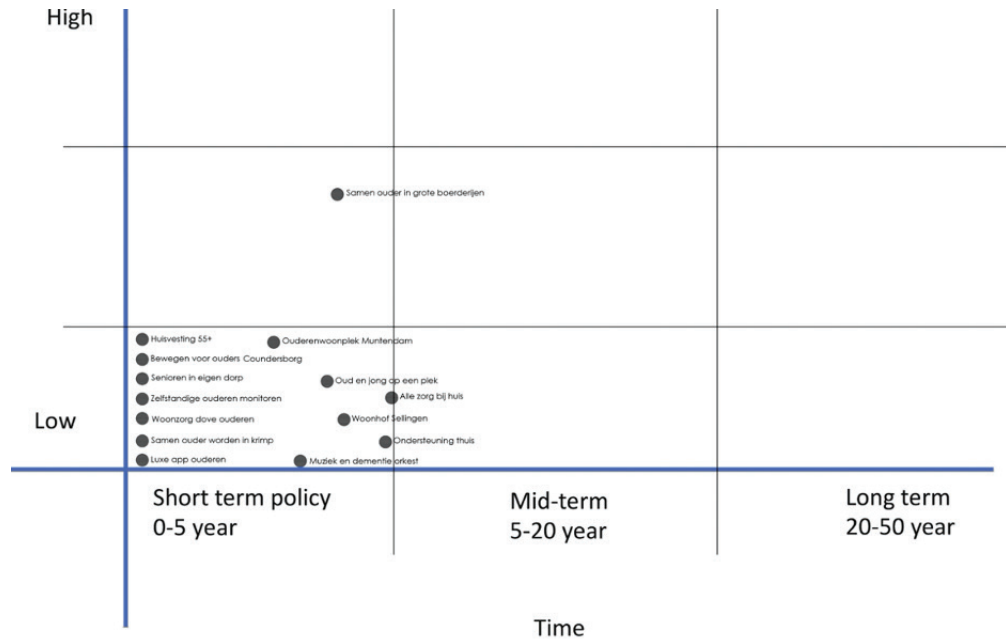 High
Samen ouder in grote boerderijen
Huisvesting 55+
Ouderenwoonplek Muntendam
Bewegen voor ouders Coundersborg
Senioren in eigen dorp
Oud en jong op een plek
Zelfstandige ouderen monitoren
Alle zorg bij huis
Low
Woonzorg dove ouderen
Woonhof Sellingen
Samen ouder worden in krimp
Ondersteuning thuis
Luxe app ouderen
Muziek en dementie orkest
Short term policy
0-5 year
Mid-term
5-20 year
Long term
20-50 year
Time